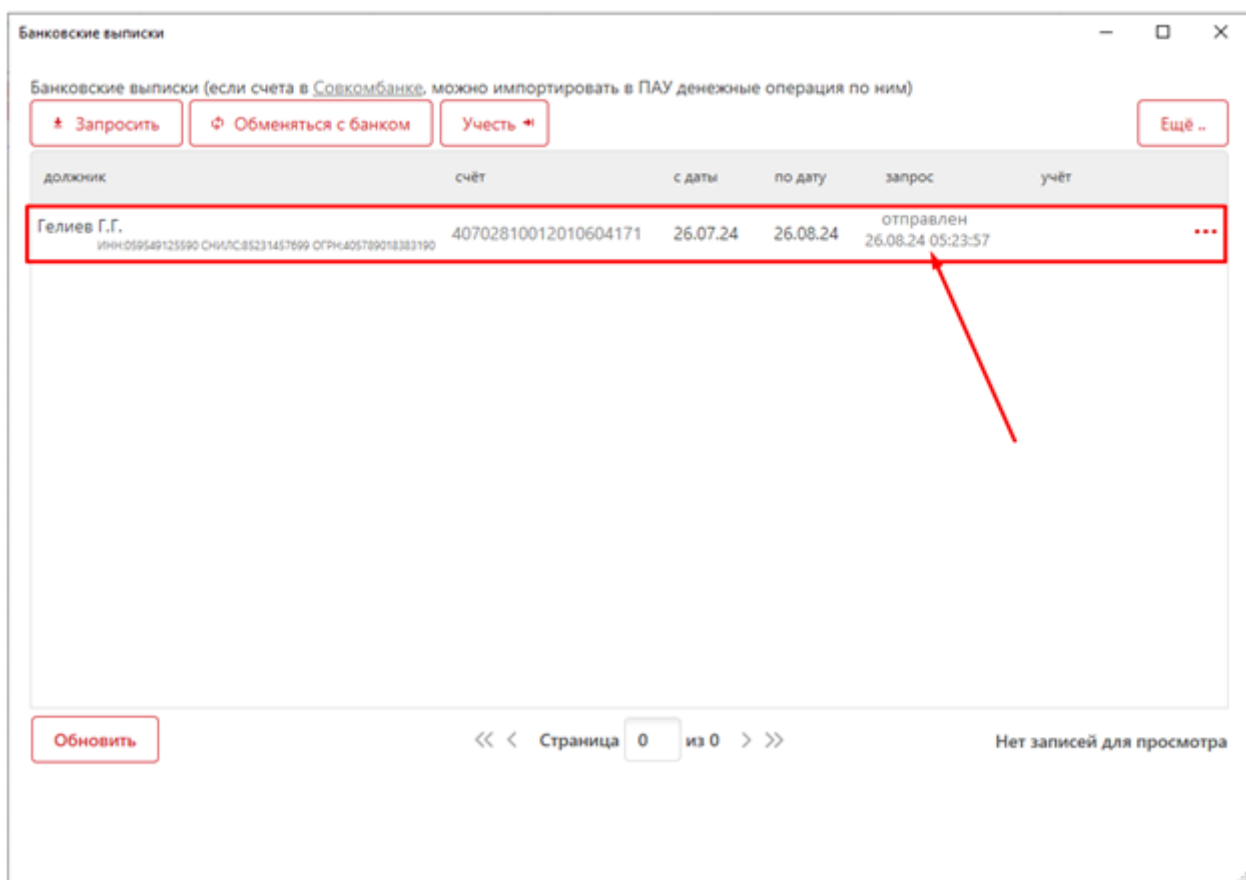 Банковские выписки
Банковские выписки (если счета в Совкомбанке, можно импортировать в ПАУ денежные операция по ним)
Запросить Обменяться с банком Учесть Ещё ..
должник счёт с даты по дату запрос учёт
Гелиев Г.Г. 40702810012010604171 26.07.24 26.08.24 отправлен
ИНН:059549125590 СНИЛС:85231457699 ОГРН:405789018383190 26.08.24 05:23:57
Обновить Страница 0 из 0 Нет записей для просмотра